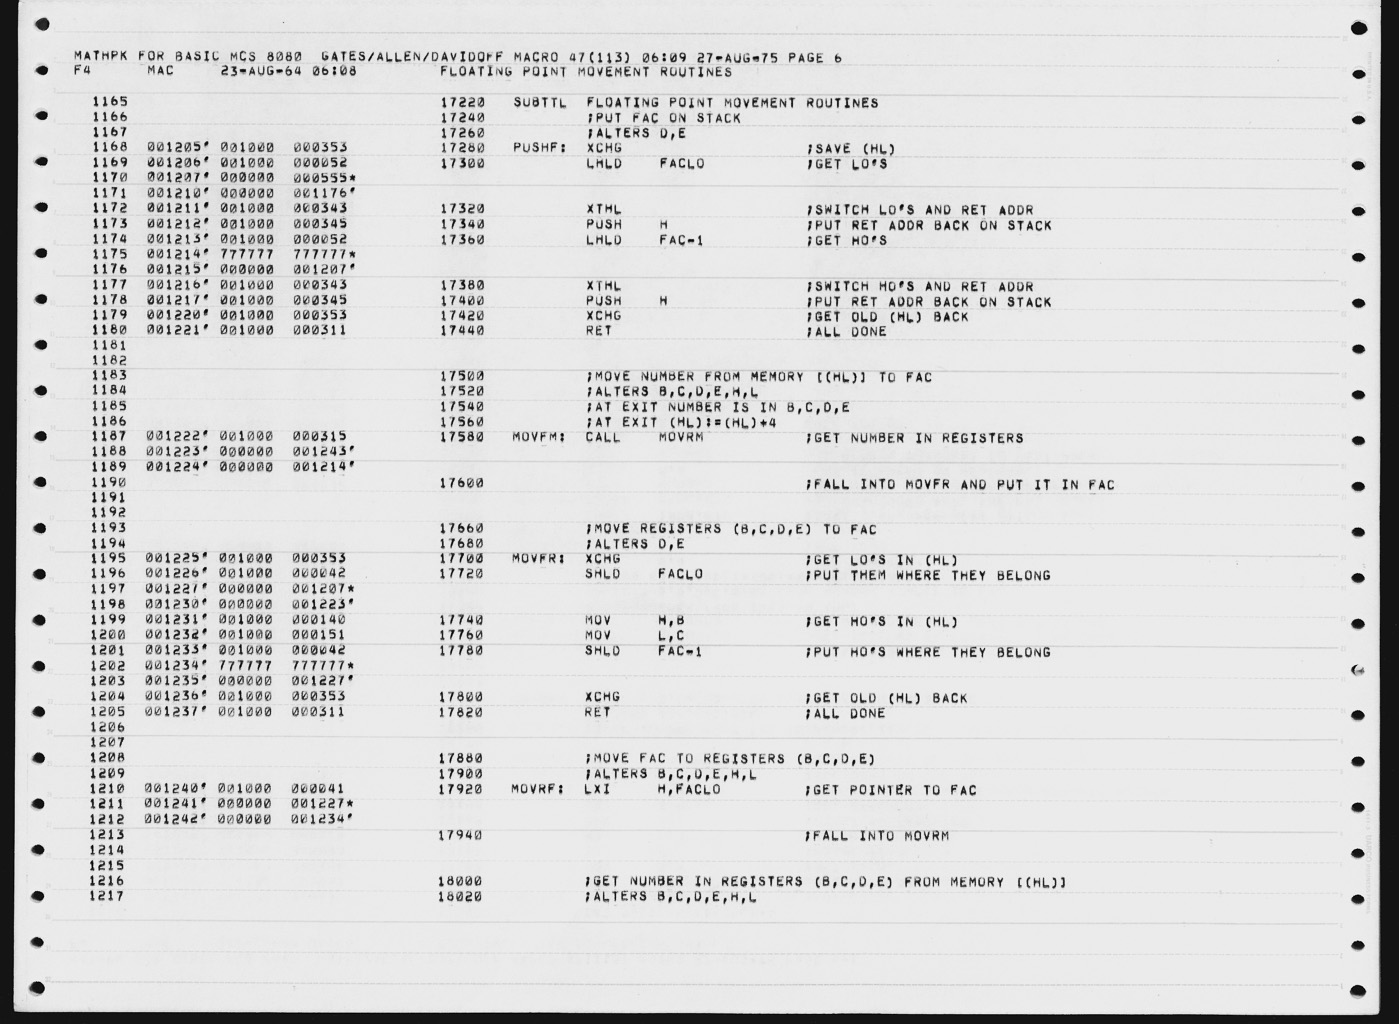 MATHPK FOR BASIC MCS 8080  GATES/ALLEN/DAVIDOFF MACRO 47(113) 06:09 27-AUG-75 PAGE 6
F4      MAC     23-AUG-64 06:08         FLOATING POINT MOVEMENT ROUTINES
1165 17220 SUBTTL FLOATING POINT MOVEMENT ROUTINES
1166 17240 ;PUT FAC ON STACK
1167 17260 ;ALTERS D,E
1168 001205' 001000 000353 17280 PUSHF: XCHG ;SAVE (HL)
1169 001206' 001000 000052 17300 LHLD FACLO ;GET LO'S
1170 001207' 000000 000555*
1171 001210' 000000 001176'
1172 001211' 001000 000343 17320 XTHL ;SWITCH LO'S AND RET ADDR
1173 001212' 001000 000345 17340 PUSH H ;PUT RET ADDR BACK ON STACK
1174 001213' 001000 000052 17360 LHLD FAC-1 ;GET HO'S
1175 001214' 777777 777777*
1176 001215' 000000 001207'
1177 001216' 001000 000343 17380 XTHL ;SWITCH HO'S AND RET ADDR
1178 001217' 001000 000345 17400 PUSH H ;PUT RET ADDR BACK ON STACK
1179 001220' 001000 000353 17420 XCHG ;GET OLD (HL) BACK
1180 001221' 001000 000311 17440 RET ;ALL DONE
1181
1182
1183 17500 ;MOVE NUMBER FROM MEMORY [(HL)] TO FAC
1184 17520 ;ALTERS B,C,D,E,H,L
1185 17540 ;AT EXIT NUMBER IS IN B,C,D,E
1186 17560 ;AT EXIT (HL):=(HL)+4
1187 001222' 001000 000315 17580 MOVFM: CALL MOVRM ;GET NUMBER IN REGISTERS
1188 001223' 000000 001243'
1189 001224' 000000 001214'
1190 17600 ;FALL INTO MOVFR AND PUT IT IN FAC
1191
1192
1193 17660 ;MOVE REGISTERS (B,C,D,E) TO FAC
1194 17680 ;ALTERS D,E
1195 001225' 001000 000353 17700 MOVFR: XCHG ;GET LO'S IN (HL)
1196 001226' 001000 000042 17720 SHLD FACLO ;PUT THEM WHERE THEY BELONG
1197 001227' 000000 001207*
1198 001230' 000000 001223'
1199 001231' 001000 000140 17740 MOV H,B ;GET HO'S IN (HL)
1200 001232' 001000 000151 17760 MOV L,C
1201 001233' 001000 000042 17780 SHLD FAC-1 ;PUT HO'S WHERE THEY BELONG
1202 001234' 777777 777777*
1203 001235' 000000 001227'
1204 001236' 001000 000353 17800 XCHG ;GET OLD (HL) BACK
1205 001237' 001000 000311 17820 RET ;ALL DONE
1206
1207
1208 17880 ;MOVE FAC TO REGISTERS (B,C,D,E)
1209 17900 ;ALTERS B,C,D,E,H,L
1210 001240' 001000 000041 17920 MOVRF: LXI H,FACLO ;GET POINTER TO FAC
1211 001241' 000000 001227*
1212 001242' 000000 001234'
1213 17940 ;FALL INTO MOVRM
1214
1215
1216 18000 ;GET NUMBER IN REGISTERS (B,C,D,E) FROM MEMORY [(HL)]
1217 18020 ;ALTERS B,C,D,E,H,L